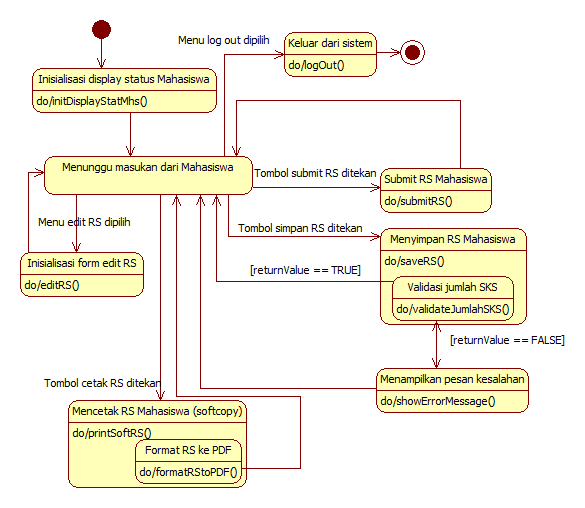 Menu log out dipilih
Keluar dari sistem
do/logOut()
Inisialisasi display status Mahasiswa
do/initDisplayStatMhs()
Menunggu masukan dari Mahasiswa
Tombol submit RS ditekan
Submit RS Mahasiswa
do/submitRS()
Menu edit RS dipilih
Tombol simpan RS ditekan
Menyimpan RS Mahasiswa
do/saveRS()
Inisialisasi form edit RS
do/editRS()
[returnValue == TRUE]
Validasi jumlah SKS
do/validateJumlahSKS()
[returnValue == FALSE]
Menampilkan pesan kesalahan
do/showErrorMessage()
Tombol cetak RS ditekan
Mencetak RS Mahasiswa (softcopy)
do/printSoftRS()
Format RS ke PDF
do/formatRStoPDF()